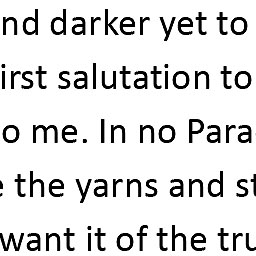 nd darker yet to
irst salutation to
o me. In no Para
e the yarns and st
want it of the tru